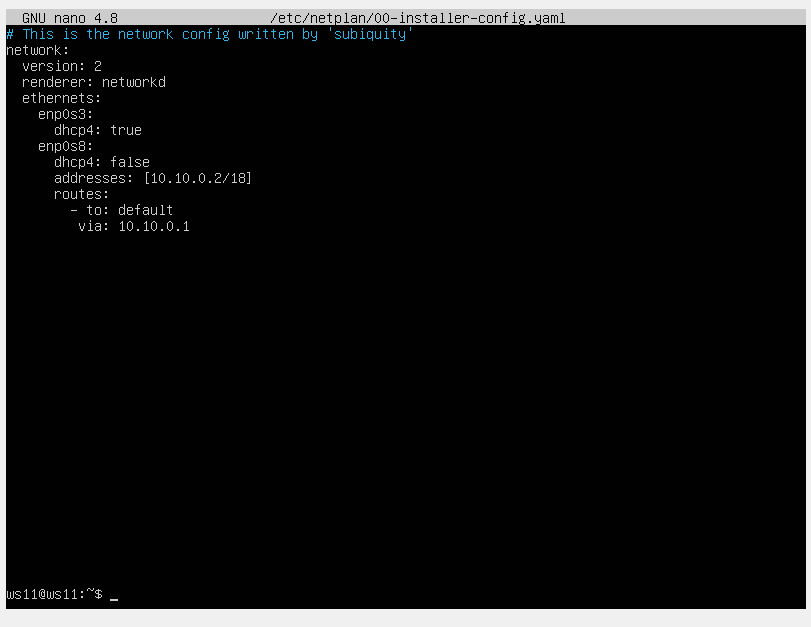 GNU nano 4.8 /etc/netplan/00-installer-config.yaml
# This is the network config written by 'subiquity'
network:
  version: 2
  renderer: networkd
  ethernets:
    enp0s3:
      dhcp4: true
    enp0s8:
      dhcp4: false
      addresses: [10.10.0.2/18]
      routes:
        - to: default
         via: 10.10.0.1
ws11@ws11:~$ _